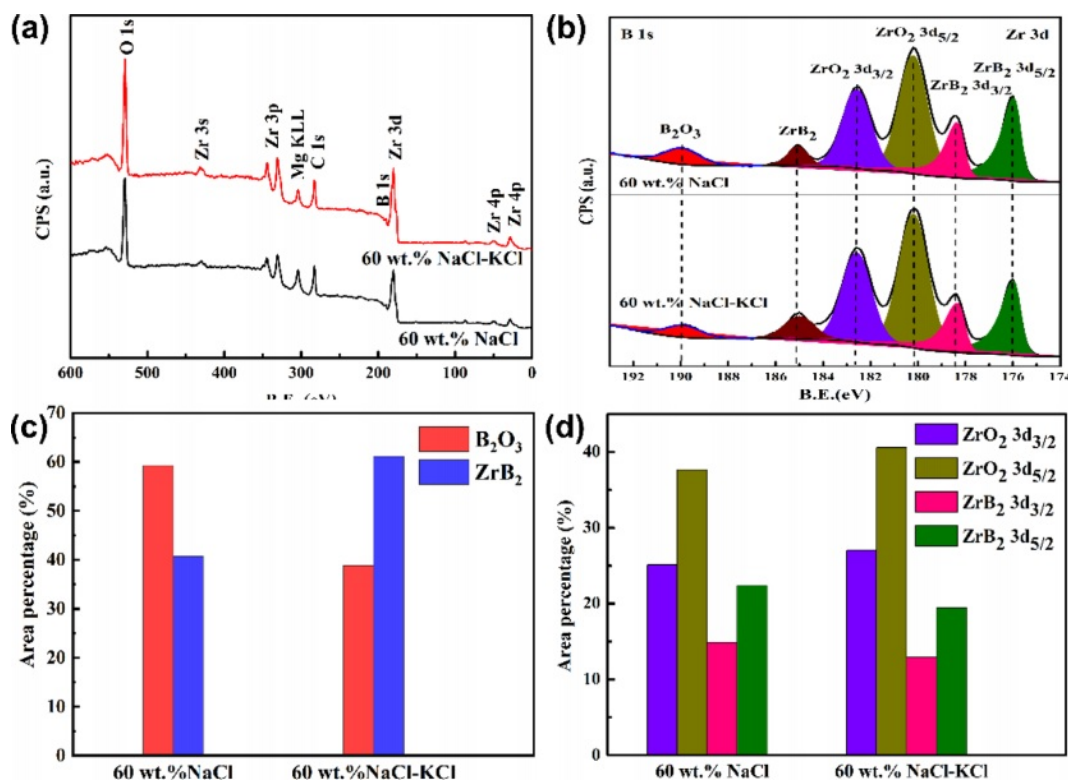 (a)
O 1s
Zr 3s
Zr 3p
Mg KLL
C 1s
B 1s
Zr 3d
Zr 4p
Zr 4p
60 wt.% NaCl-KCl
60 wt.% NaCl
CPS (a.u.)
600 500 400 300 200 100 0
(b)
B 1s
ZrO2 3d5/2
Zr 3d
ZrO2 3d3/2
ZrB2 3d5/2
ZrB2 3d3/2
B2O3
ZrB2
60 wt.% NaCl
60 wt.% NaCl-KCl
CPS (a.u.)
192 190 188 186 184 182 180 178 176 174
B.E.(eV)
(c)
70
60
50
40
30
20
10
0
Area percentage (%)
B2O3
ZrB2
60 wt.%NaCl 60 wt.%NaCl-KCl
(d)
40
30
20
10
0
Area percentage (%)
ZrO2 3d3/2
ZrO2 3d5/2
ZrB2 3d3/2
ZrB2 3d5/2
60 wt.% NaCl 60 wt.% NaCl-KCl